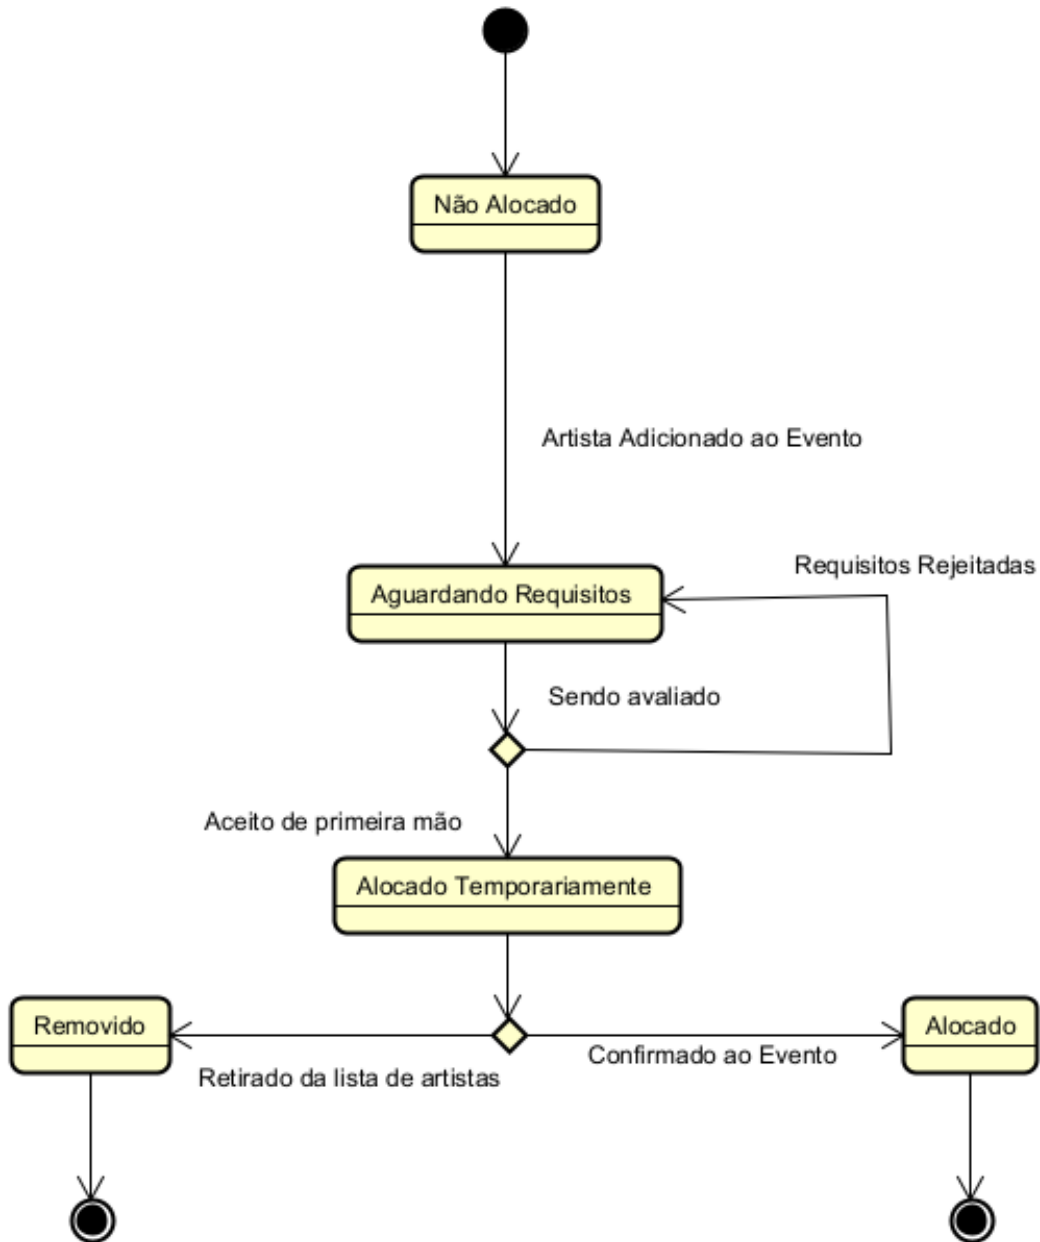 Não Alocado
Artista Adicionado ao Evento
Requisitos Rejeitadas
Aguardando Requisitos
Sendo avaliado
Aceito de primeira mão
Alocado Temporariamente
Removido
Alocado
Confirmado ao Evento
Retirado da lista de artistas